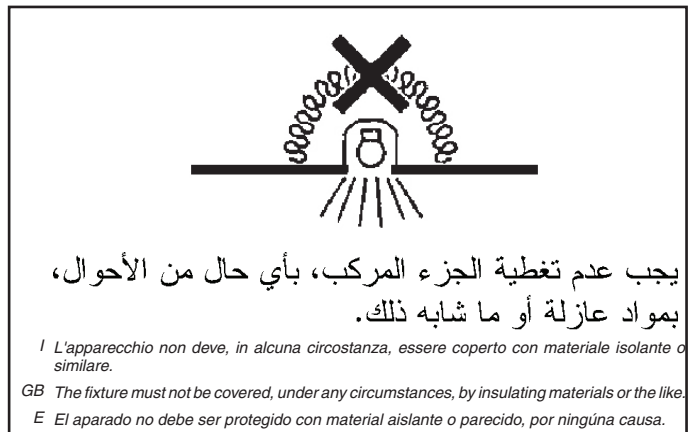 يجب عدم تغطية الجزء المركب، بأي حال من الأحوال،
بمواد عازلة أو ما شابه ذلك.
I L'apparecchio non deve, in alcuna circostanza, essere coperto con materiale isolante o
similare.
GB The fixture must not be covered, under any circumstances, by insulating materials or the like.
E El aparado no debe ser protegido con material aislante o parecido, por ningúna causa.